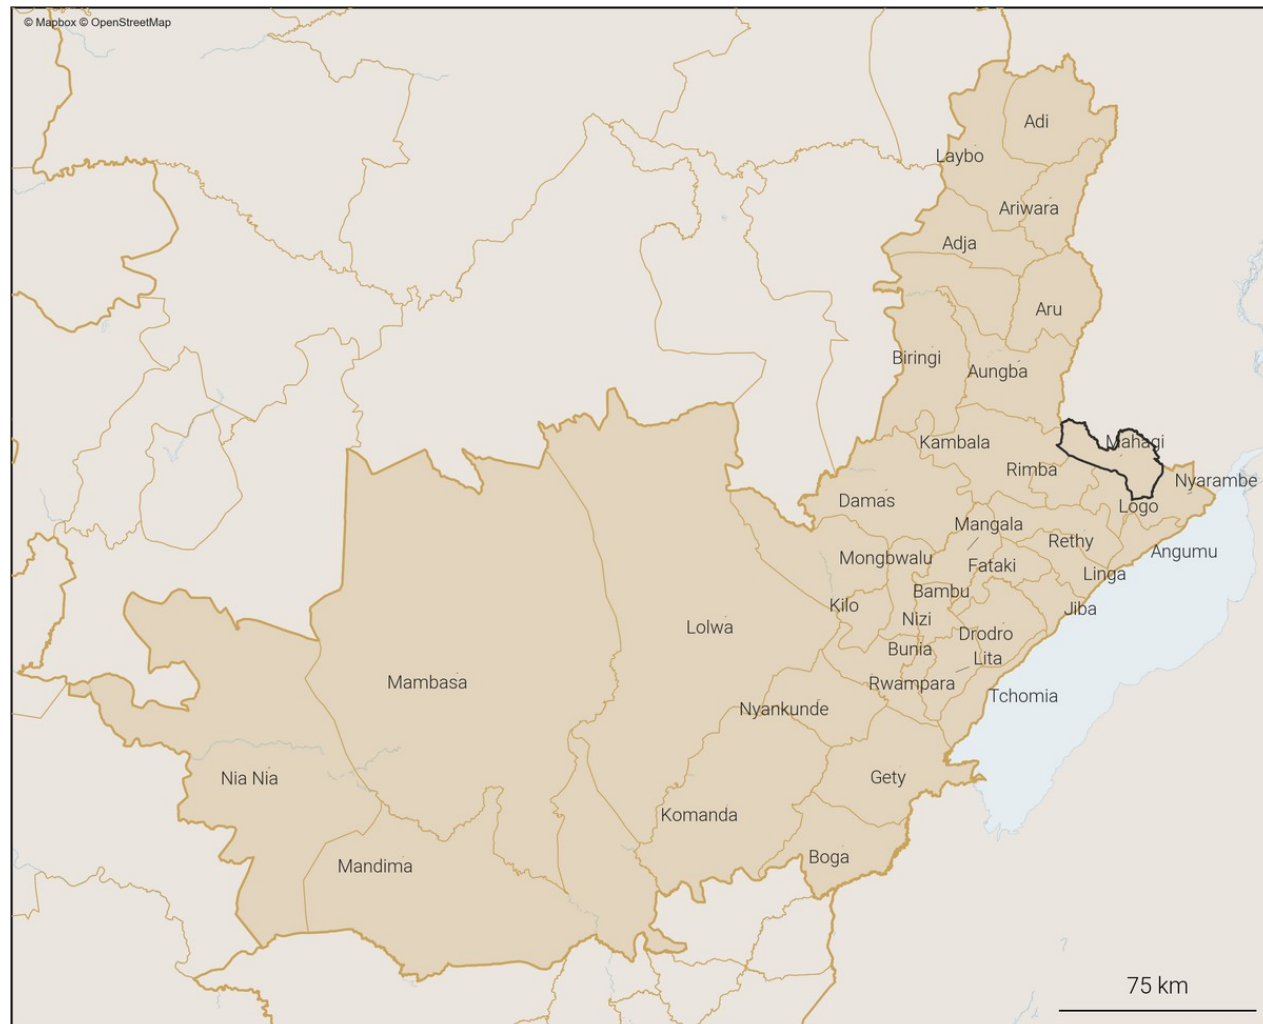 © Mapbox © OpenStreetMap
Adi
Laybo
Ariwara
Adja
Aru
Biringi
Aungba
Kambala
Mahagi
Rimba
Nyarambe
Damas
Logo
Mangala
Rethy
Angumu
Mongbwalu
Fataki
Linga
Bambu
Kilo
Jiba
Nizi
Lolwa
Drodro
Bunia
Lita
Mambasa
Rwampara
Tchomia
Nyankunde
Nia Nia
Gety
Komanda
Boga
Mandima
75 km